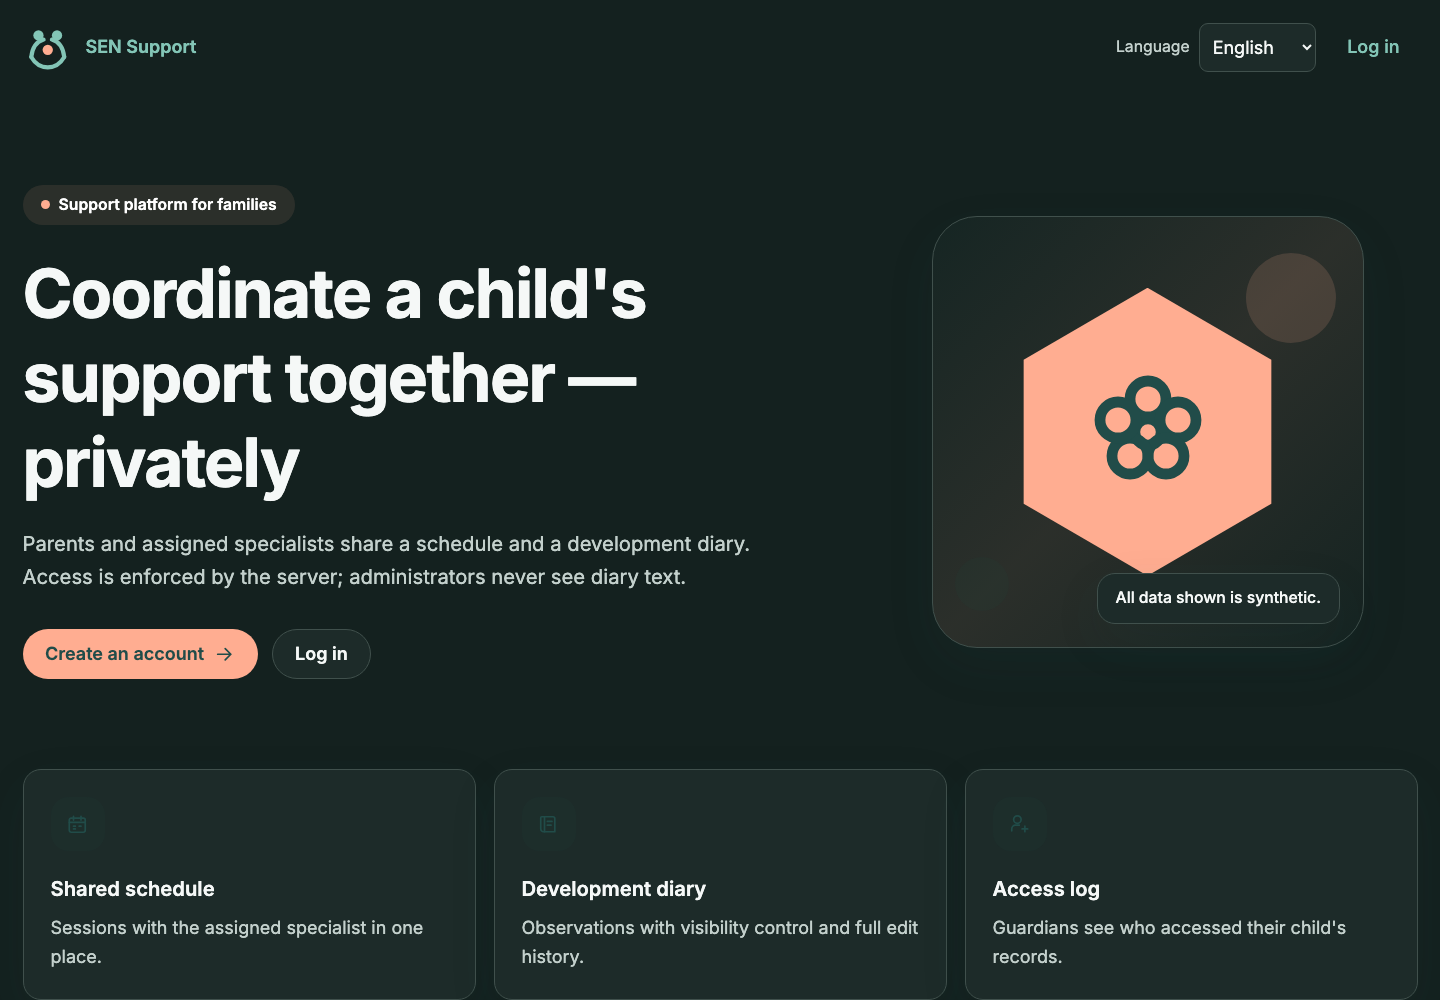 SEN Support
Language
English
Log in
Support platform for families
Coordinate a child's
support together —
privately
Parents and assigned specialists share a schedule and a development diary.
Access is enforced by the server; administrators never see diary text.
Create an account →
Log in
All data shown is synthetic.
Shared schedule
Sessions with the assigned specialist in one
place.
Development diary
Observations with visibility control and full edit
history.
Access log
Guardians see who accessed their child's
records.